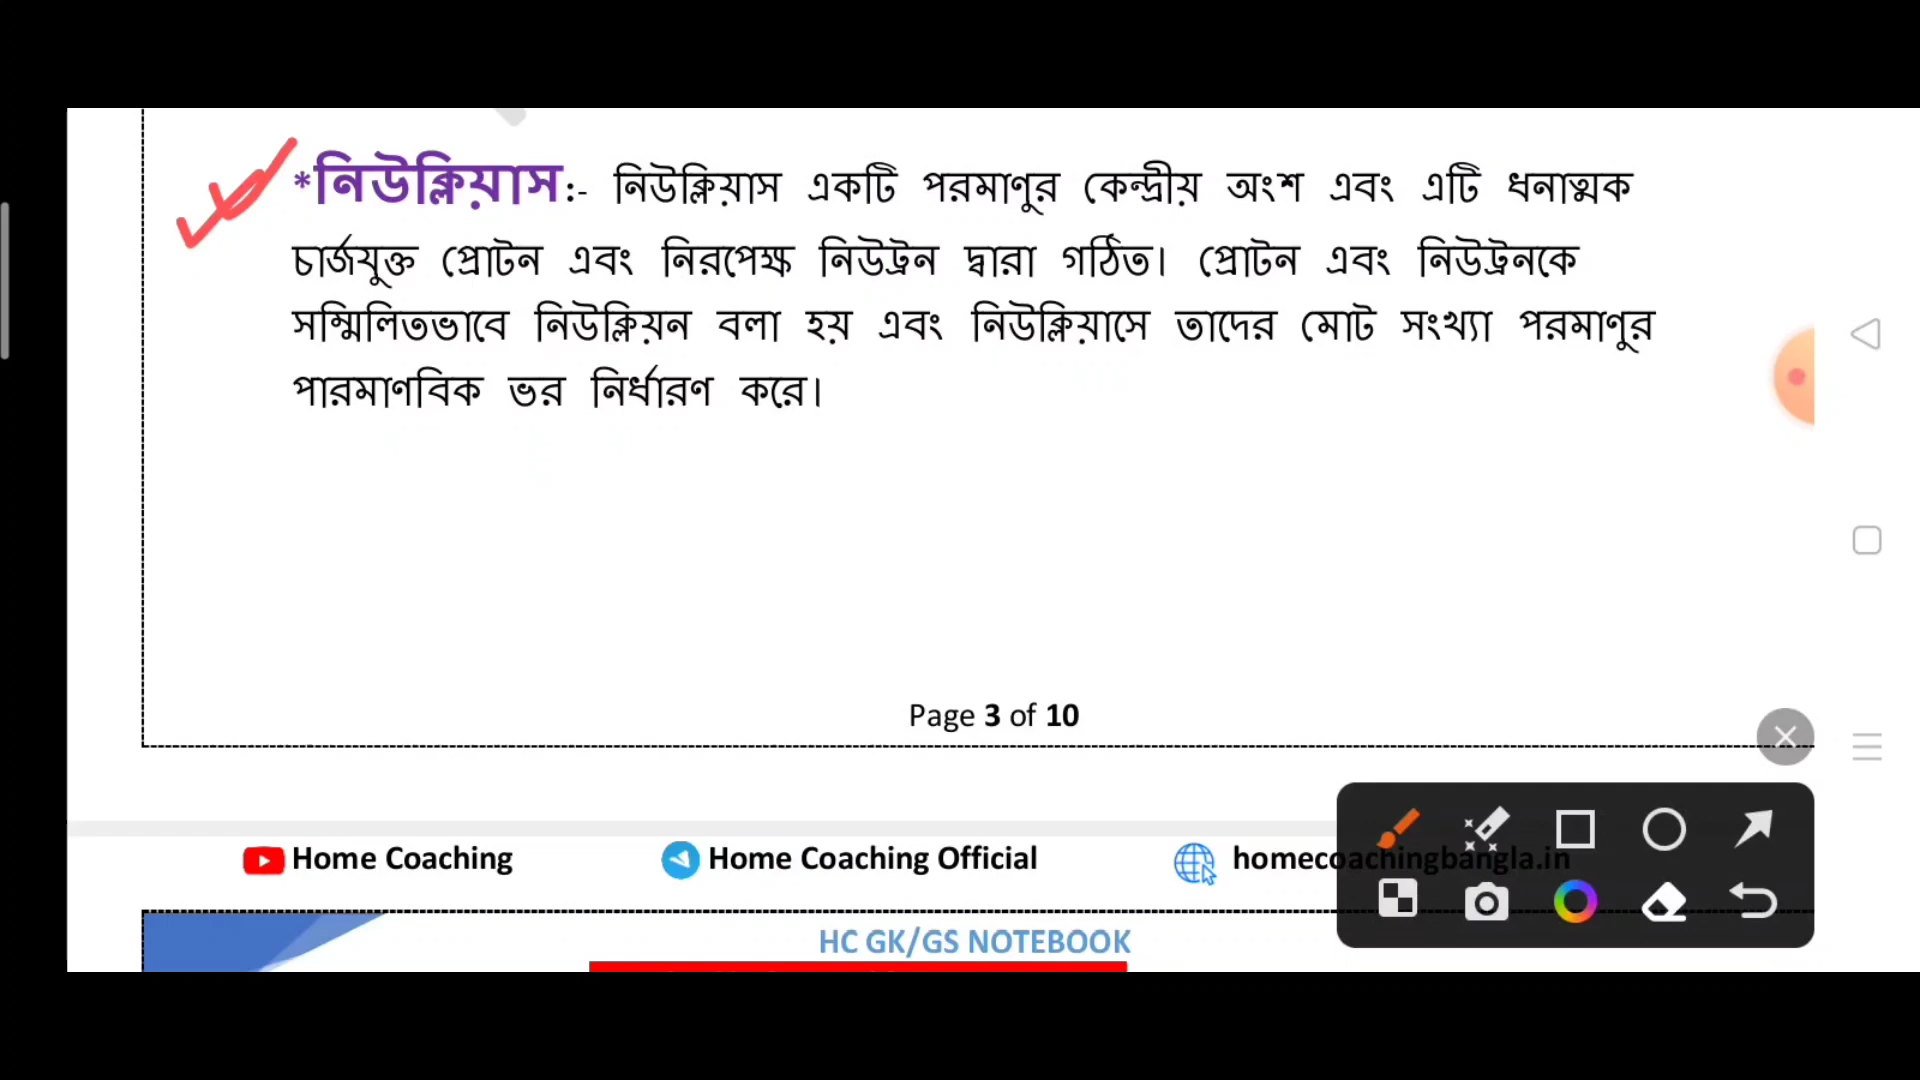 *নিউক্লিয়াস:- নিউক্লিয়াস একটি পরমাণুর কেন্দ্রীয় অংশ এবং এটি ধনাত্মক
চার্জযুক্ত প্রোটন এবং নিরপেক্ষ নিউট্রন দ্বারা গঠিত। প্রোটন এবং নিউট্রনকে
সম্মিলিতভাবে নিউক্লিয়ন বলা হয় এবং নিউক্লিয়াসে তাদের মোট সংখ্যা পরমাণুর
পারমাণবিক ভর নির্ধারণ করে।
Page 3 of 10
Home Coaching Home Coaching Official homecoachingbangla.in
HC GK/GS NOTEBOOK